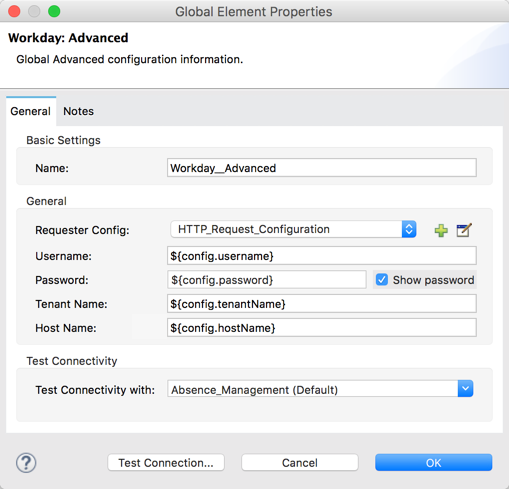 Global Element Properties
Workday: Advanced
Global Advanced configuration information.
General Notes
Basic Settings
Name: Workday__Advanced
General
Requester Config: HTTP_Request_Configuration
Username: ${config.username}
Password: ${config.password} Show password
Tenant Name: ${config.tenantName}
Host Name: ${config.hostName}
Test Connectivity
Test Connectivity with: Absence_Management (Default)
? Test Connection... Cancel OK